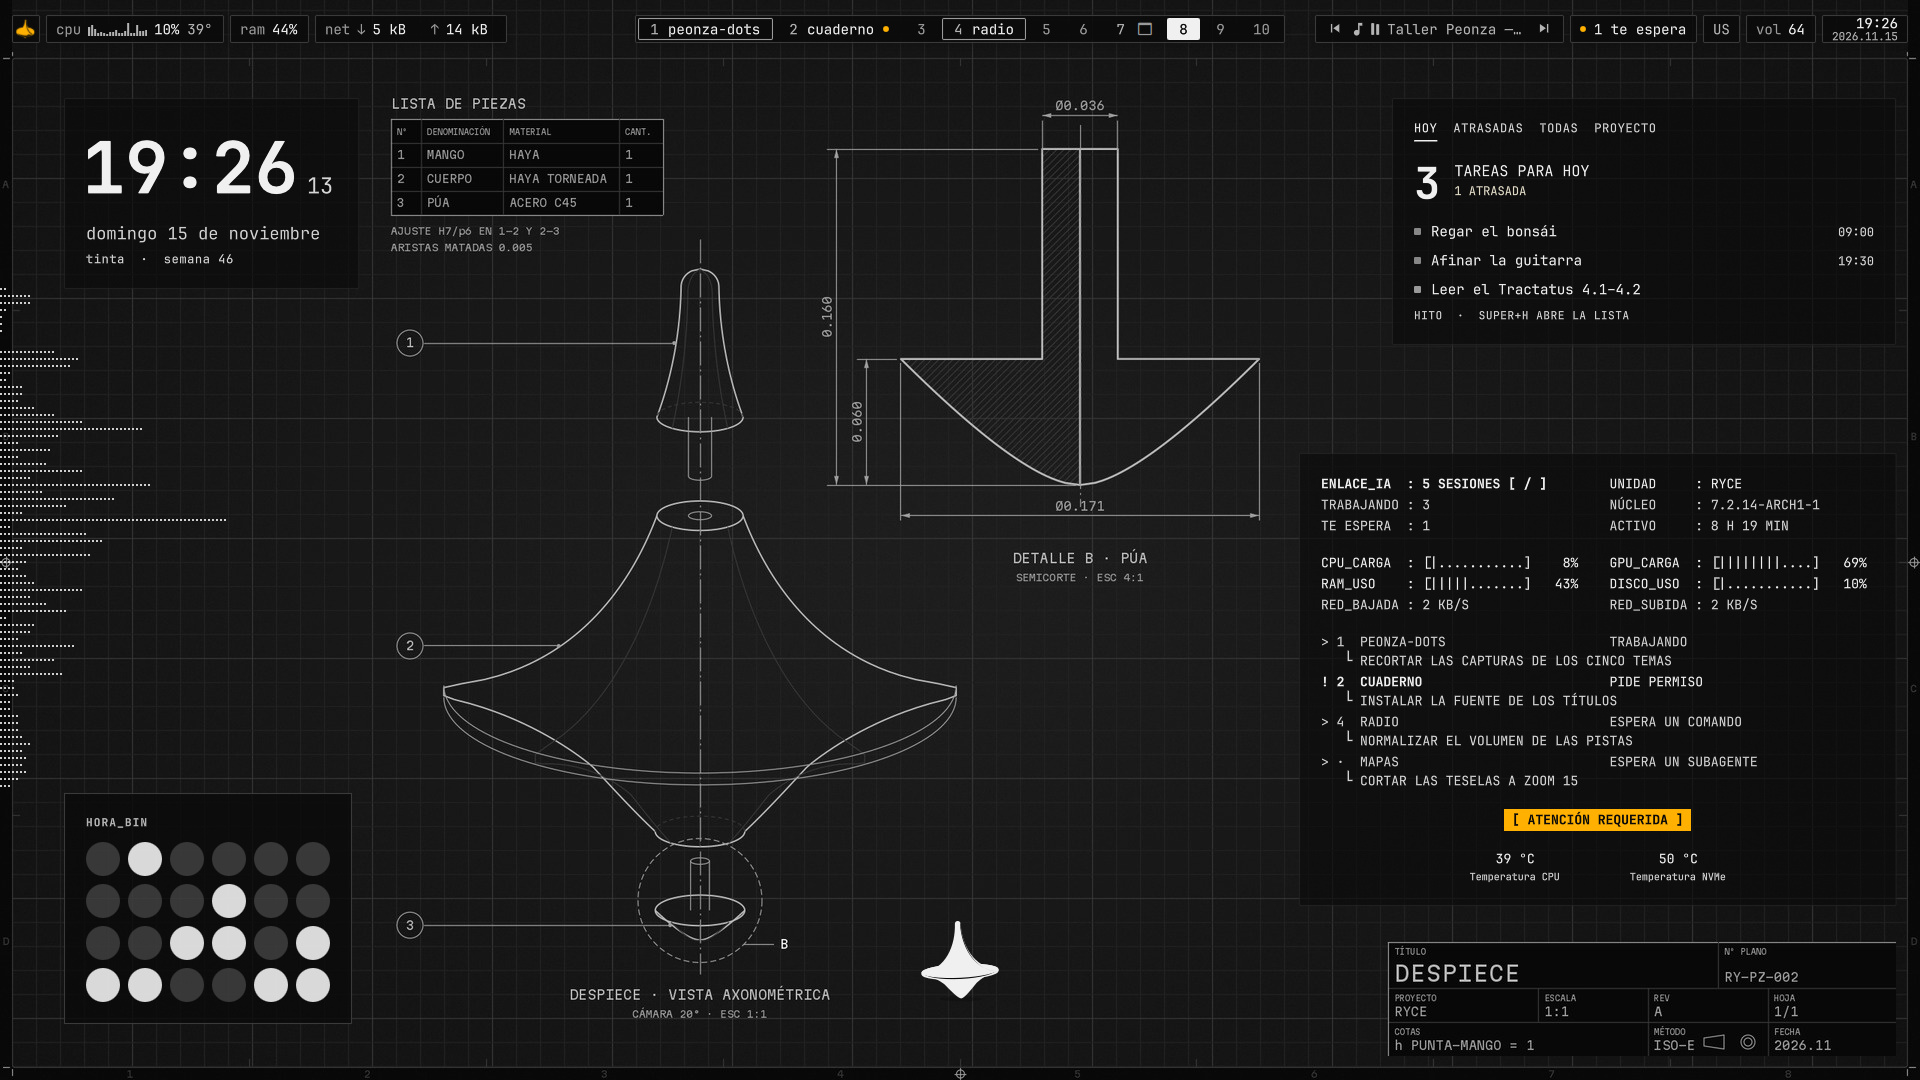 cpu 10% 39°
ram 44%
net ↓ 5 kB ↑ 14 kB
1 peonza-dots
2 cuaderno
3
4 radio
5
6
7
8
9
10
Taller Peonza —…
1 te espera
US
vol 64
19:26
2026.11.15
19:26 13
domingo 15 de noviembre
tinta · semana 46
LISTA DE PIEZAS
Nº DENOMINACIÓN MATERIAL CANT.
1 MANGO HAYA 1
2 CUERPO HAYA TORNEADA 1
3 PÚA ACERO C45 1
AJUSTE H7/p6 EN 1–2 Y 2–3
ARISTAS MATADAS 0.005
1
2
3
B
DESPIECE · VISTA AXONOMÉTRICA
CÁMARA 20° · ESC 1:1
Ø0.036
0.160
0.060
Ø0.171
DETALLE B · PÚA
SEMICORTE · ESC 4:1
HOY ATRASADAS TODAS PROYECTO
3 TAREAS PARA HOY
1 ATRASADA
Regar el bonsái 09:00
Afinar la guitarra 19:30
Leer el Tractatus 4.1–4.2
HITO · SUPER+H ABRE LA LISTA
ENLACE_IA : 5 SESIONES [ / ] UNIDAD : RYCE
TRABAJANDO : 3 NÚCLEO : 7.2.14-ARCH1-1
TE ESPERA : 1 ACTIVO : 8 H 19 MIN
CPU_CARGA : [|...........] 8% GPU_CARGA : [||||||||....] 69%
RAM_USO : [|||||.......] 43% DISCO_USO : [|...........] 10%
RED_BAJADA : 2 KB/S RED_SUBIDA : 2 KB/S
> 1 PEONZA-DOTS TRABAJANDO
└ RECORTAR LAS CAPTURAS DE LOS CINCO TEMAS
! 2 CUADERNO PIDE PERMISO
└ INSTALAR LA FUENTE DE LOS TÍTULOS
> 4 RADIO ESPERA UN COMANDO
└ NORMALIZAR EL VOLUMEN DE LAS PISTAS
> · MAPAS ESPERA UN SUBAGENTE
└ CORTAR LAS TESELAS A ZOOM 15
[ ATENCIÓN REQUERIDA ]
39 °C 50 °C
Temperatura CPU Temperatura NVMe
HORA_BIN
TÍTULO Nº PLANO
DESPIECE RY-PZ-002
PROYECTO ESCALA REV HOJA
RYCE 1:1 A 1/1
COTAS MÉTODO FECHA
h PUNTA–MANGO = 1 ISO-E 2026.11
A
A
B
C
C
D
D
1 2 3 4 5 6 7 8